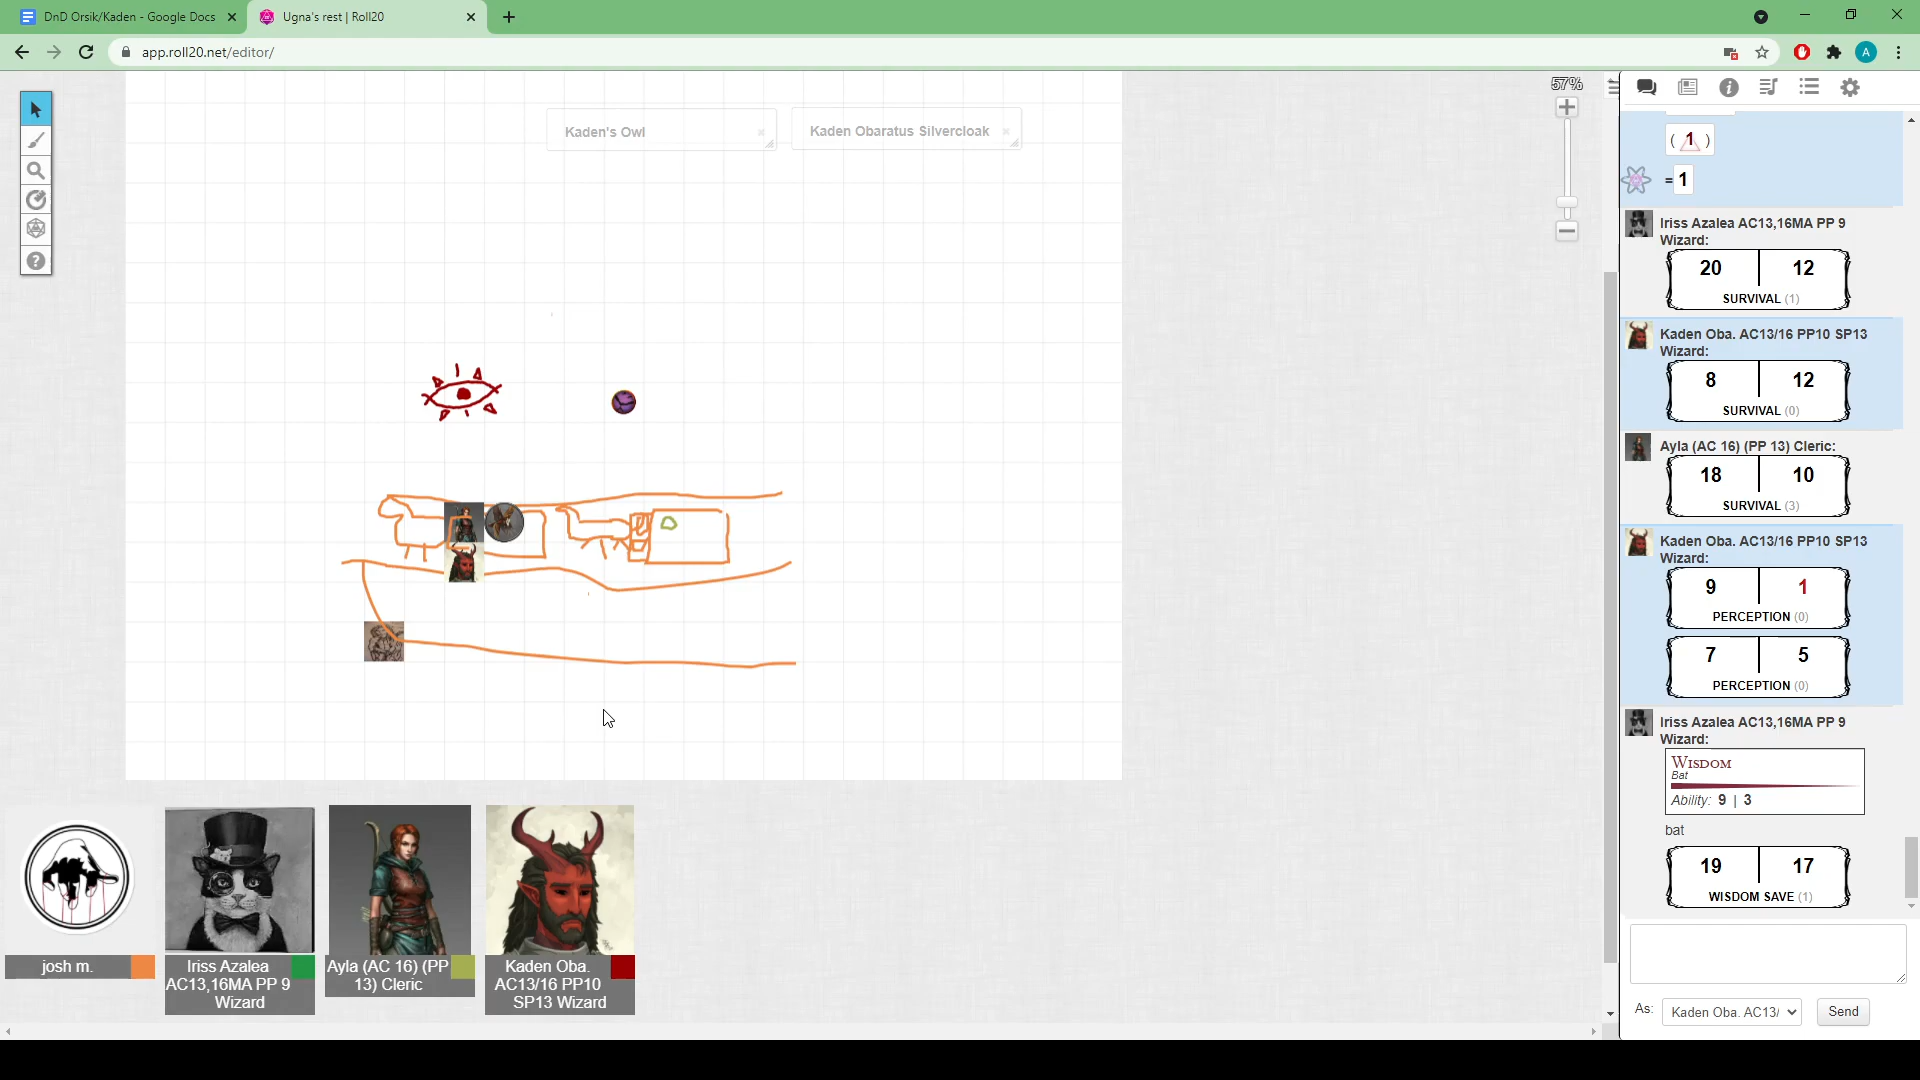 DnD Orsik/Kaden - Google Docs
Ugna's rest | Roll20
app.roll20.net/editor/
A
57%
Kaden's Owl
Kaden Obaratus Silvercloak
( 1 )
= 1
Iriss Azalea AC13,16MA PP 9
Wizard:
20 12
SURVIVAL (1)
Kaden Oba. AC13/16 PP10 SP13
Wizard:
8 12
SURVIVAL (0)
Ayla (AC 16) (PP 13) Cleric:
18 10
SURVIVAL (3)
Kaden Oba. AC13/16 PP10 SP13
Wizard:
9 1
PERCEPTION (0)
7 5
PERCEPTION (0)
Iriss Azalea AC13,16MA PP 9
Wizard:
WISDOM
Bat
Ability: 9 | 3
bat
19 17
WISDOM SAVE (1)
As: Kaden Oba. AC13/
Send
josh m.
Iriss Azalea
AC13,16MA PP 9
Wizard
Ayla (AC 16) (PP
13) Cleric
Kaden Oba.
AC13/16 PP10
SP13 Wizard